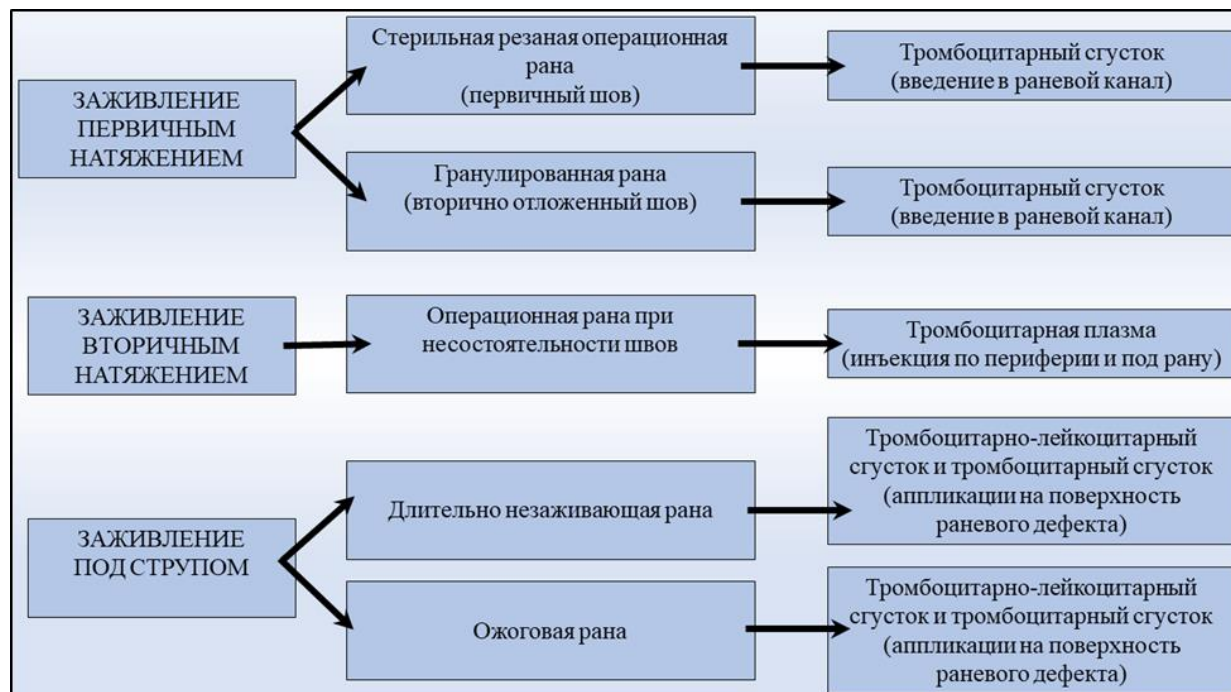 ЗАЖИВЛЕНИЕ
ПЕРВИЧНЫМ
НАТЯЖЕНИЕМ
Стерильная резаная операционная
рана
(первичный шов)
Тромбоцитарный сгусток
(введение в раневой канал)
Гранулированная рана
(вторично отложенный шов)
Тромбоцитарный сгусток
(введение в раневой канал)
ЗАЖИВЛЕНИЕ
ВТОРИЧНЫМ
НАТЯЖЕНИЕМ
Операционная рана при
несостоятельности швов
Тромбоцитарная плазма
(инъекция по периферии и под рану)
ЗАЖИВЛЕНИЕ
ПОД СТРУПОМ
Длительно незаживающая рана
Тромбоцитарно-лейкоцитарный
сгусток и тромбоцитарный сгусток
(аппликации на поверхность
раневого дефекта)
Ожоговая рана
Тромбоцитарно-лейкоцитарный
сгусток и тромбоцитарный сгусток
(аппликации на поверхность
раневого дефекта)